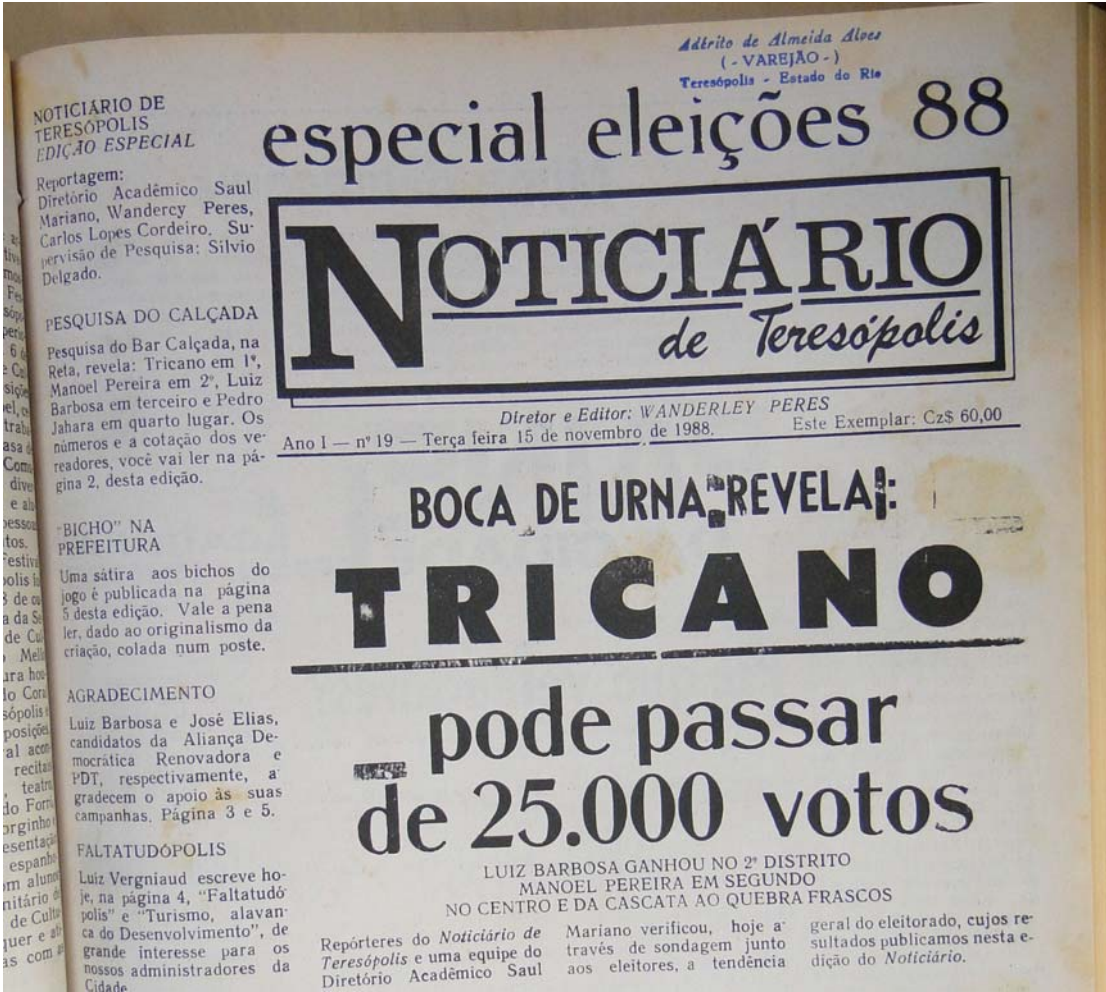 Adérito de Almeida Alves
( - VAREJÃO - )
Teresópolis - Estado do Rio
especial eleições 88
NOTICIÁRIO
de Teresópolis
Diretor e Editor: WANDERLEY PERES
Ano I — nº 19 — Terça feira 15 de novembro de 1988.
Este Exemplar: Cz$ 60,00
NOTICIÁRIO DE
TERESÓPOLIS
EDIÇÃO ESPECIAL
Reportagem:
Diretório Acadêmico Saul
Mariano, Wandercy Peres,
Carlos Lopes Cordeiro. Su-
pervisão de Pesquisa: Silvio
Delgado.
PESQUISA DO CALÇADA
Pesquisa do Bar Calçada, na
Reta, revela: Tricano em 1º,
Manoel Pereira em 2º, Luiz
Barbosa em terceiro e Pedro
Jahara em quarto lugar. Os
números e a cotação dos ve-
readores, você vai ler na pá-
gina 2, desta edição.
"BICHO" NA
PREFEITURA
Uma sátira aos bichos do
jogo é publicada na página
5 desta edição. Vale a pena
ler, dado ao originalismo da
criação, colada num poste.
AGRADECIMENTO
Luiz Barbosa e José Elias,
candidatos da Aliança De-
mocrática Renovadora e
PDT, respectivamente, a-
gradecem o apoio às suas
campanhas. Página 3 e 5.
FALTATUDÓPOLIS
Luiz Vergniaud escreve ho-
je, na página 4, "Faltatudó
polis" e "Turismo, alavan-
ca do Desenvolvimento", de
grande interesse para os
nossos administradores da
Cidade
BOCA DE URNA REVELA:
TRICANO
pode passar
de 25.000 votos
LUIZ BARBOSA GANHOU NO 2º DISTRITO
MANOEL PEREIRA EM SEGUNDO
NO CENTRO E DA CASCATA AO QUEBRA FRASCOS
Repórteres do Noticiário de
Teresópolis e uma equipe do
Diretório Acadêmico Saul
Mariano verificou, hoje a-
través de sondagem junto
aos eleitores, a tendência
geral do eleitorado, cujos re-
sultados publicamos nesta e-
dição do Noticiário.